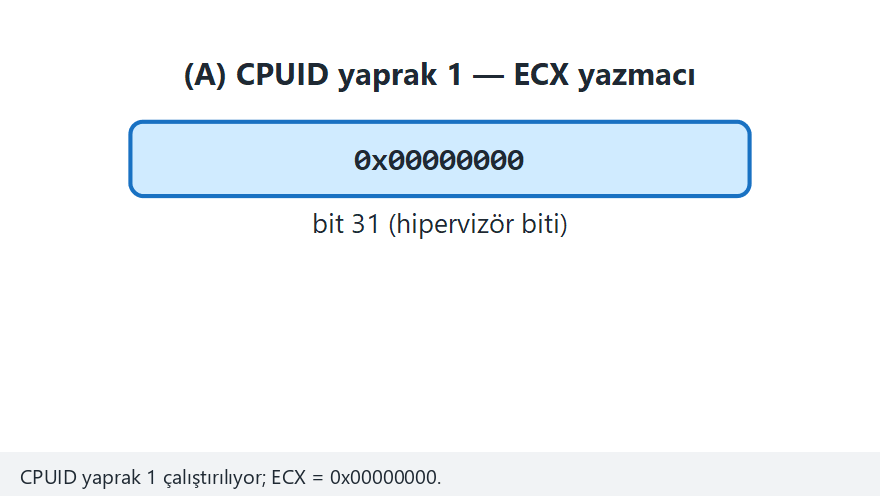 (A) CPUID yaprak 1 — ECX yazmacı
0x00000000
bit 31 (hipervizör biti)
CPUID yaprak 1 çalıştırılıyor; ECX = 0x00000000.